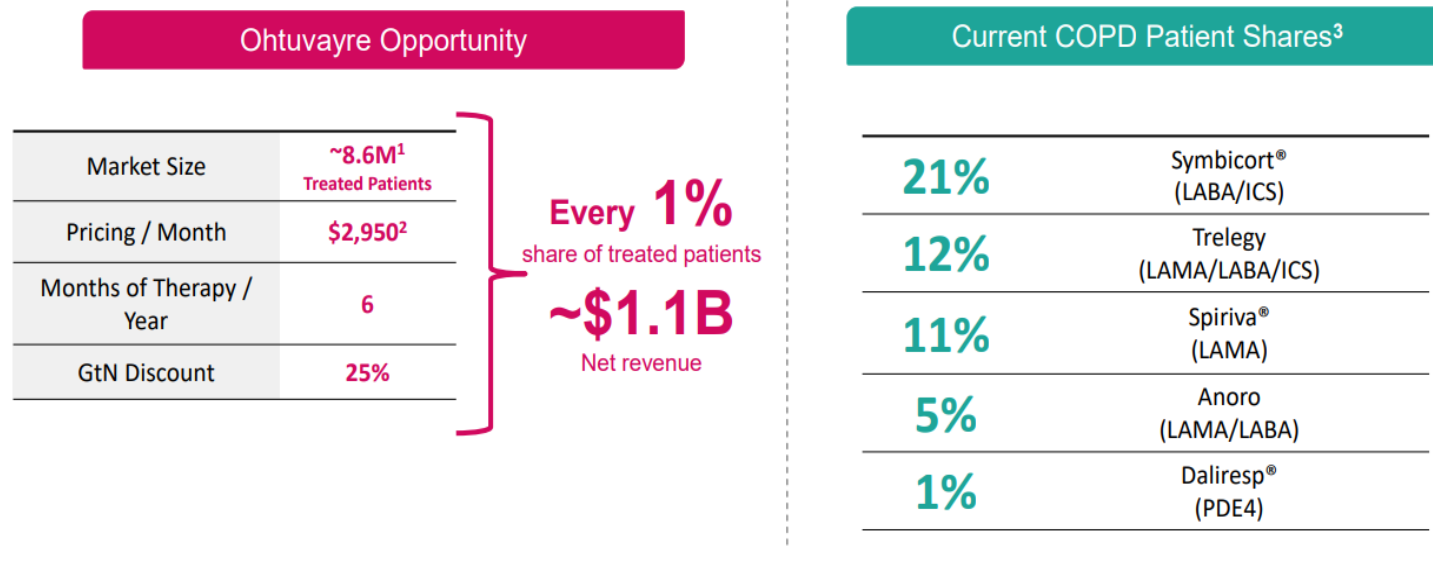 Ohtuvayre Opportunity
Market Size
~8.6M¹
Treated Patients
Pricing / Month
$2,950²
Months of Therapy /
Year
6
GtN Discount
25%
Every 1%
share of treated patients
~$1.1B
Net revenue
Current COPD Patient Shares³
21%
Symbicort®
(LABA/ICS)
12%
Trelegy
(LAMA/LABA/ICS)
11%
Spiriva®
(LAMA)
5%
Anoro
(LAMA/LABA)
1%
Daliresp®
(PDE4)